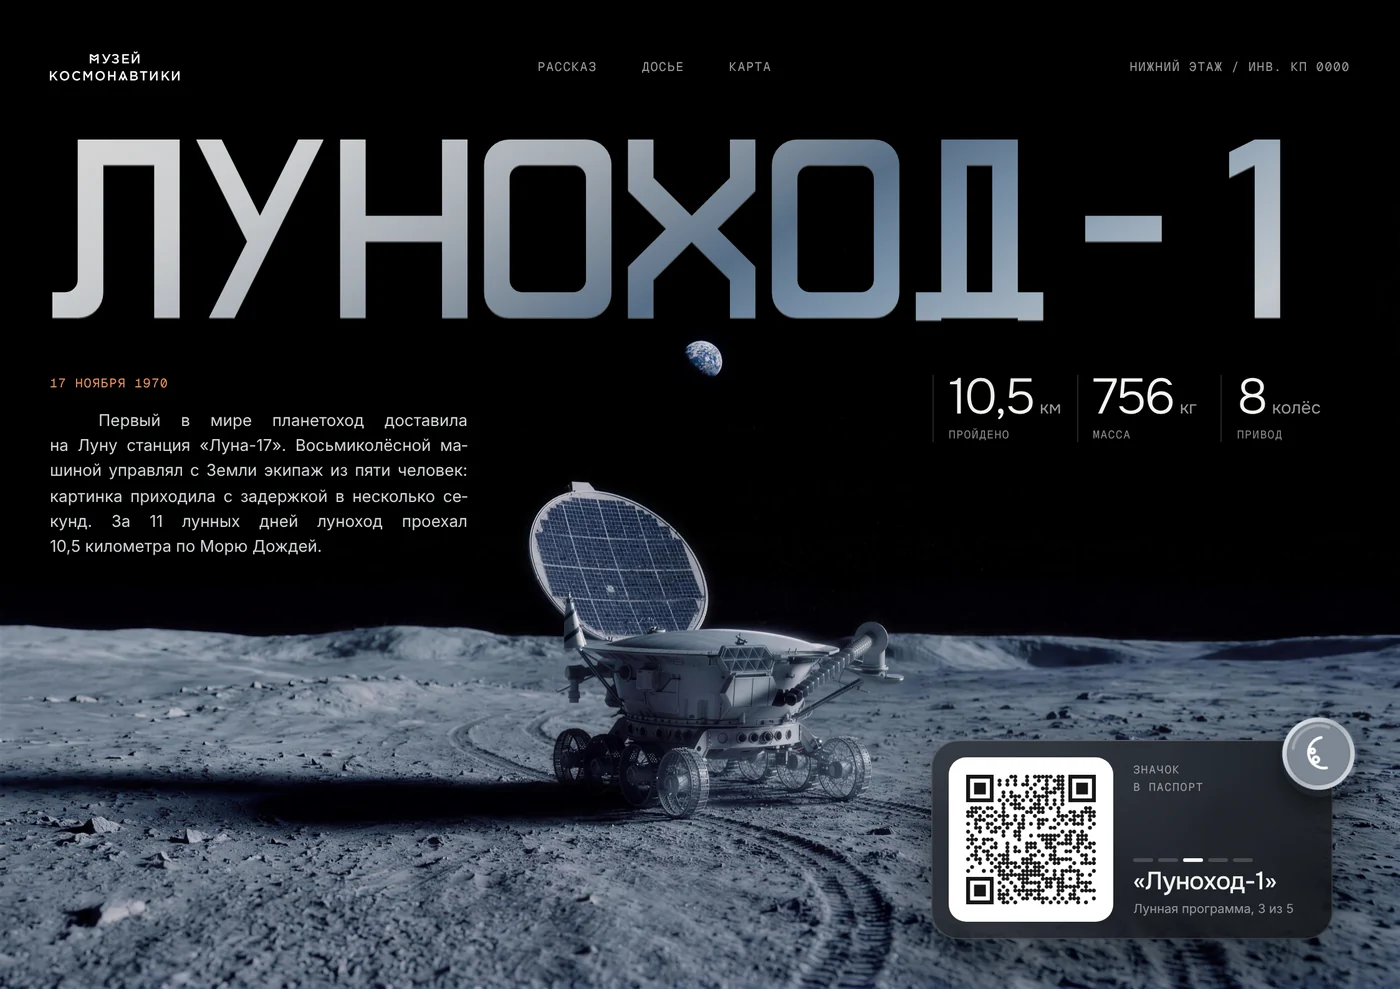 МУЗЕЙ
КОСМОНАВТИКИ
РАССКАЗ ДОСЬЕ КАРТА
НИЖНИЙ ЭТАЖ / ИНВ. КП 0000
ЛУНОХОД - 1
17 НОЯБРЯ 1970
Первый в мире планетоход доставила
на Луну станция «Луна-17». Восьмиколёсной ма-
шиной управлял с Земли экипаж из пяти человек:
картинка приходила с задержкой в несколько се-
кунд. За 11 лунных дней луноход проехал
10,5 километра по Морю Дождей.
10,5 км
ПРОЙДЕНО
756 кг
МАССА
8 колёс
ПРИВОД
ЗНАЧОК
В ПАСПОРТ
«Луноход-1»
Лунная программа, 3 из 5